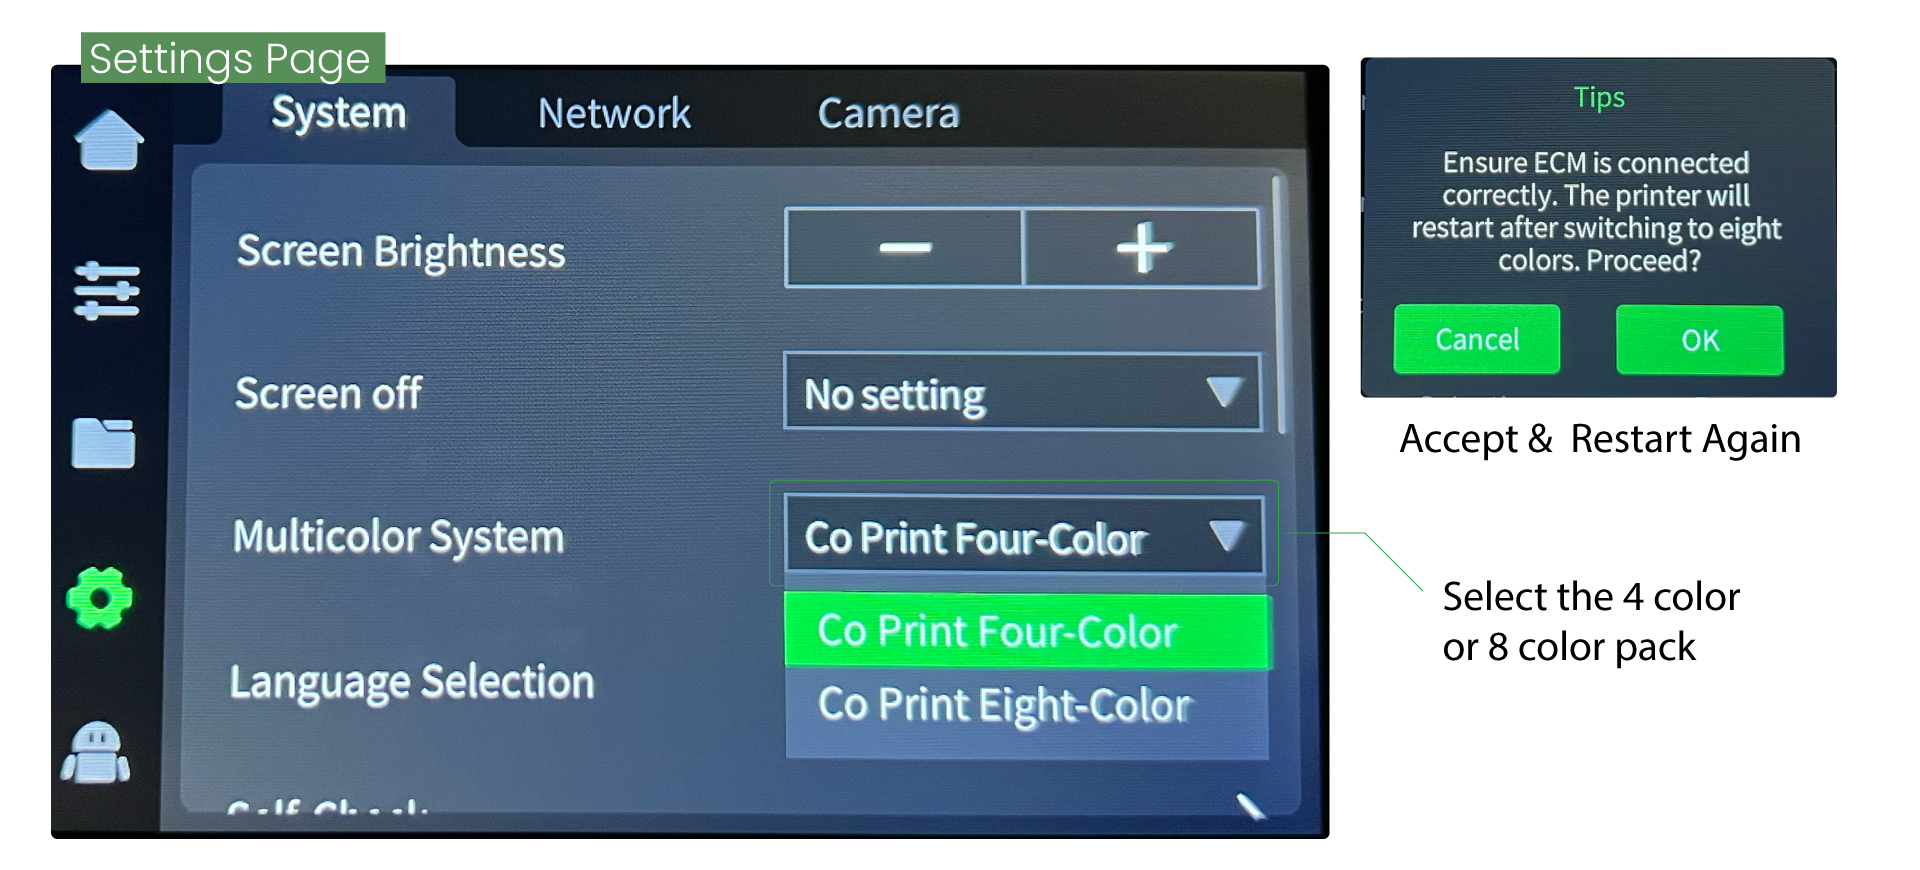 Settings Page
System
Network
Camera
Screen Brightness
Screen off
No setting
Multicolor System
Co Print Four-Color
Co Print Four-Color
Co Print Eight-Color
Language Selection
Self-Check
Tips
Ensure ECM is connected
correctly. The printer will
restart after switching to eight
colors. Proceed?
Cancel
OK
Accept & Restart Again
Select the 4 color
or 8 color pack